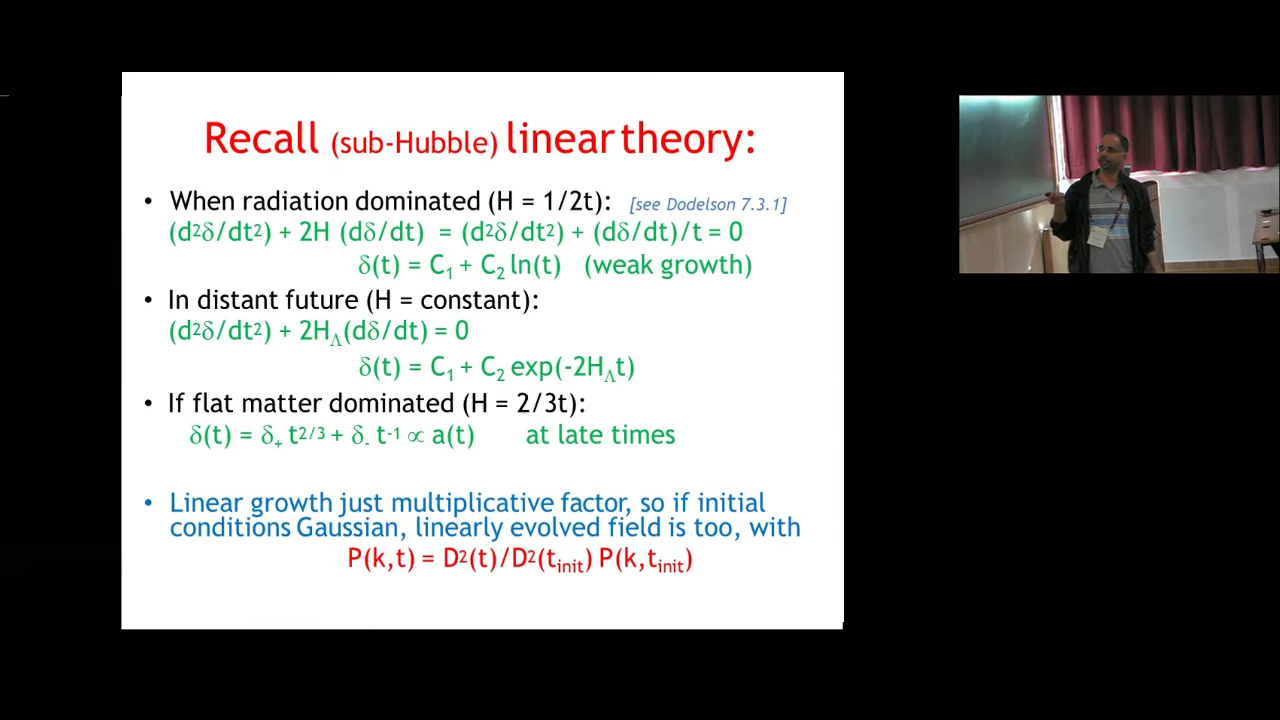 Recall (sub-Hubble) linear theory:
• When radiation dominated (H = 1/2t): [see Dodelson 7.3.1]
(d²δ/dt²) + 2H (dδ/dt) = (d²δ/dt²) + (dδ/dt)/t = 0
δ(t) = C₁ + C₂ ln(t) (weak growth)
• In distant future (H = constant):
(d²δ/dt²) + 2H_Λ(dδ/dt) = 0
δ(t) = C₁ + C₂ exp(-2H_Λt)
• If flat matter dominated (H = 2/3t):
δ(t) = δ₊ t^2/3 + δ₋ t⁻¹ ∝ a(t) at late times
• Linear growth just multiplicative factor, so if initial
conditions Gaussian, linearly evolved field is too, with
P(k,t) = D²(t)/D²(t_init) P(k,t_init)